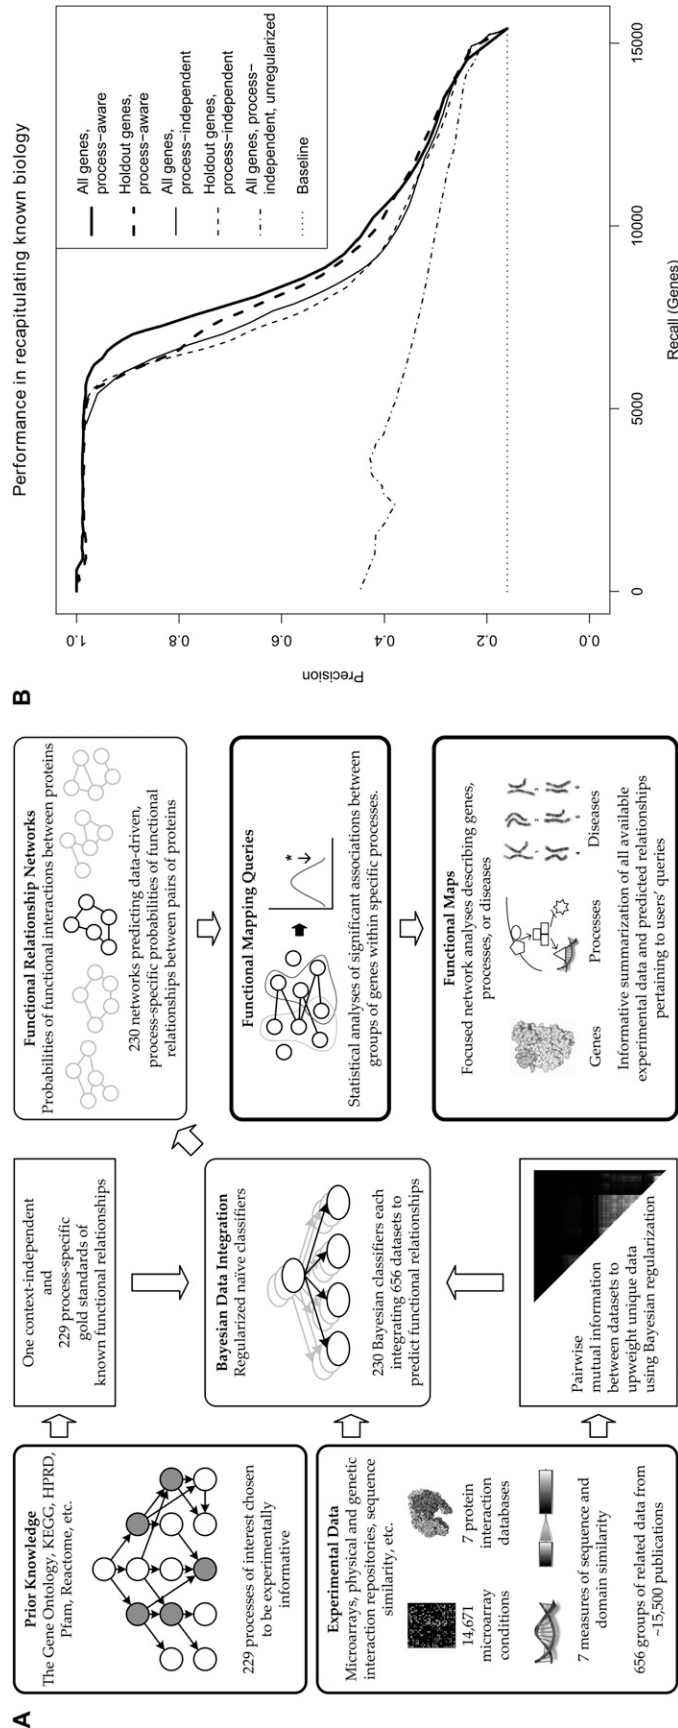 A
Prior Knowledge
The Gene Ontology, KEGG, HPRD,
Pfam, Reactome, etc.
229 processes of interest chosen
to be experimentally
informative
Experimental Data
Microarrays, physical and genetic
interaction repositories, sequence
similarity, etc.
14,671
microarray
conditions
7 protein
interaction
databases
7 measures of sequence and
domain similarity
656 groups of related data from
~15,500 publications
One context-independent
and
229 process-specific
gold standards of
known functional relationships
Bayesian Data Integration
Regularized naïve classifiers
230 Bayesian classifiers each
integrating 656 datasets to
predict functional relationships
Pairwise
mutual information
between datasets to
upweight unique data
using Bayesian regularization
Functional Relationship Networks
Probabilities of functional interactions between proteins
230 networks predicting data-driven,
process-specific probabilities of functional
relationships between pairs of proteins
Functional Mapping Queries
*
Statistical analyses of significant associations between
groups of genes within specific processes.
Functional Maps
Focused network analyses describing genes,
processes, or diseases
Genes
Processes
Diseases
Informative summarization of all available
experimental data and predicted relationships
pertaining to users' queries
B
Performance in recapitulating known biology
Precision
1.0
0.8
0.6
0.4
0.2
0.0
All genes,
process−aware
Holdout genes,
process−aware
All genes,
process−independent
Holdout genes,
process−independent
All genes, process−
independent, unregularized
Baseline
0
5000
10000
15000
Recall (Genes)